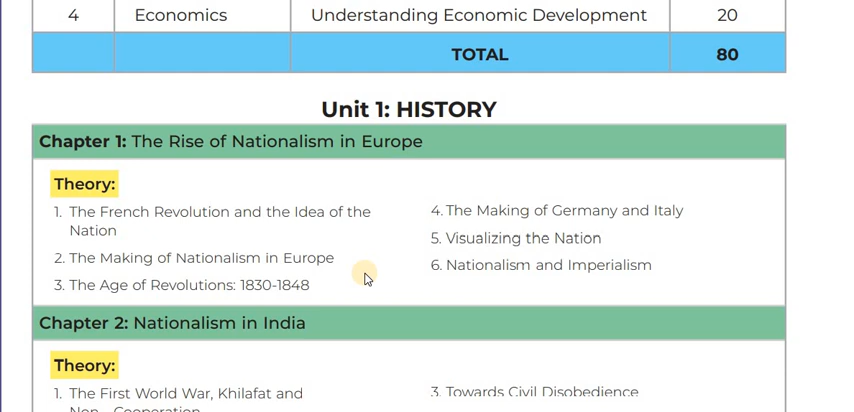 4 Economics Understanding Economic Development 20
TOTAL 80
Unit 1: HISTORY
Chapter 1: The Rise of Nationalism in Europe
Theory:
1. The French Revolution and the Idea of the
Nation
2. The Making of Nationalism in Europe
3. The Age of Revolutions: 1830-1848
4. The Making of Germany and Italy
5. Visualizing the Nation
6. Nationalism and Imperialism
Chapter 2: Nationalism in India
Theory:
1. The First World War, Khilafat and
Non - Cooperation
3. Towards Civil Disobedience